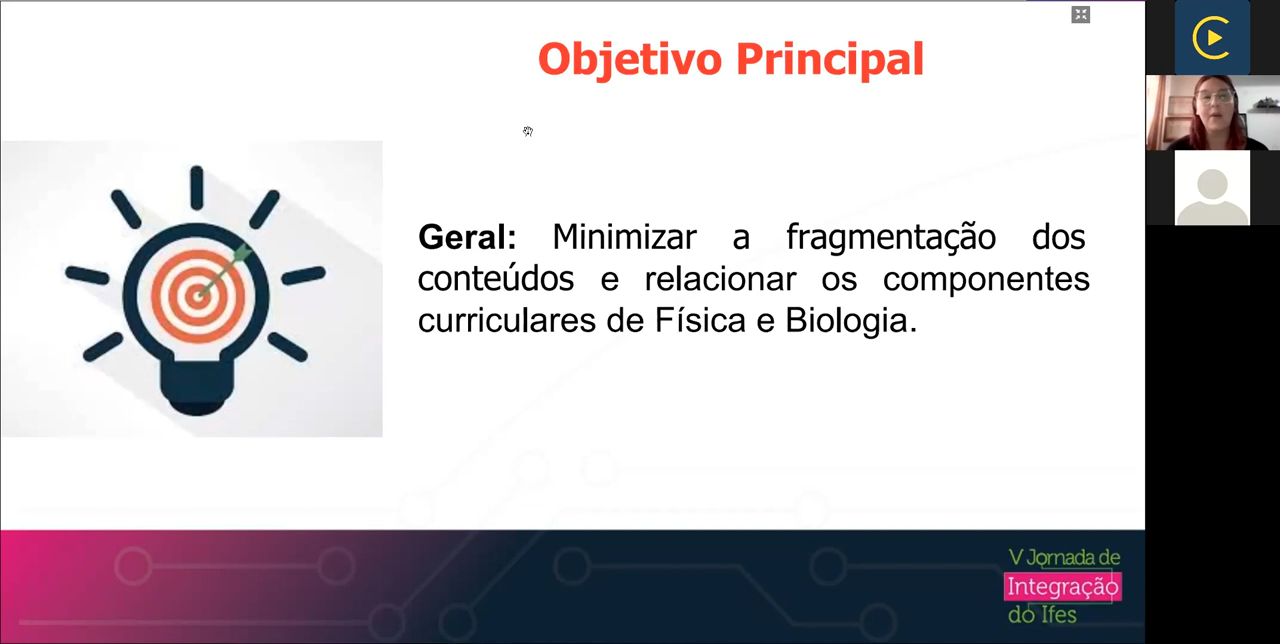 Objetivo Principal
Geral: Minimizar a fragmentação dos
conteúdos e relacionar os componentes
curriculares de Física e Biologia.
V Jornada de
Integração
do Ifes